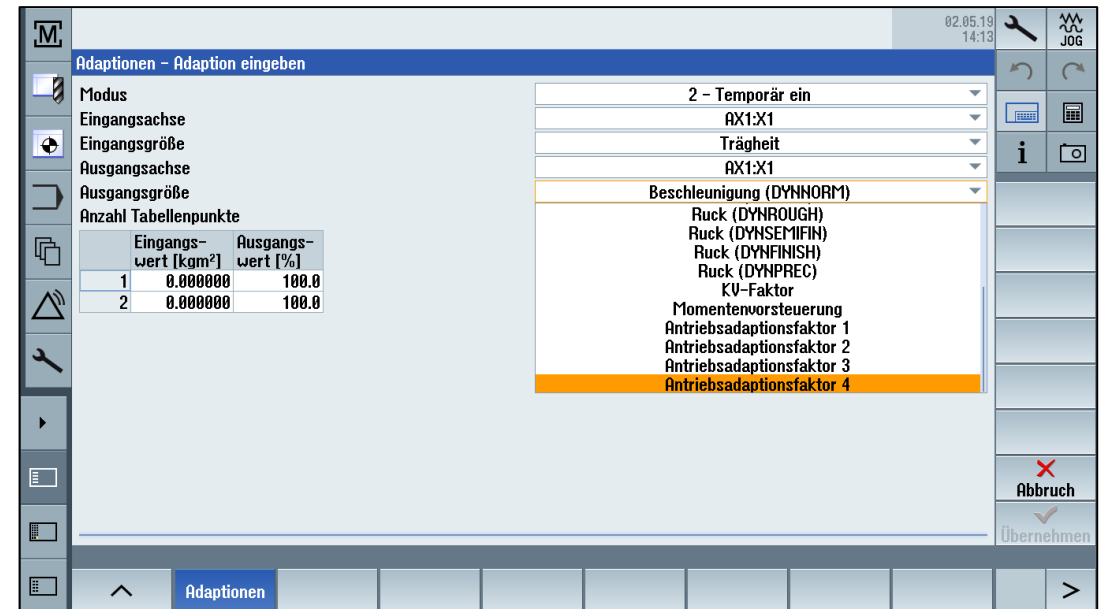 M
02.05.19
14:13
JOG
Adaptionen – Adaption eingeben
Modus
2 – Temporär ein
Eingangsachse
AX1:X1
Eingangsgröße
Trägheit
Ausgangsachse
AX1:X1
Ausgangsgröße
Beschleunigung (DYNNORM)
Anzahl Tabellenpunkte
Ruck (DYNROUGH)
Ruck (DYNSEMIFIN)
Ruck (DYNFINISH)
Ruck (DYNPREC)
KV-Faktor
Momentenvorsteuerung
Antriebsadaptionsfaktor 1
Antriebsadaptionsfaktor 2
Antriebsadaptionsfaktor 3
Antriebsadaptionsfaktor 4
Eingangs- Ausgangs-
wert [kgm²] wert [%]
1 0.000000 100.0
2 0.000000 100.0
i
Abbruch
Übernehmen
Adaptionen
>